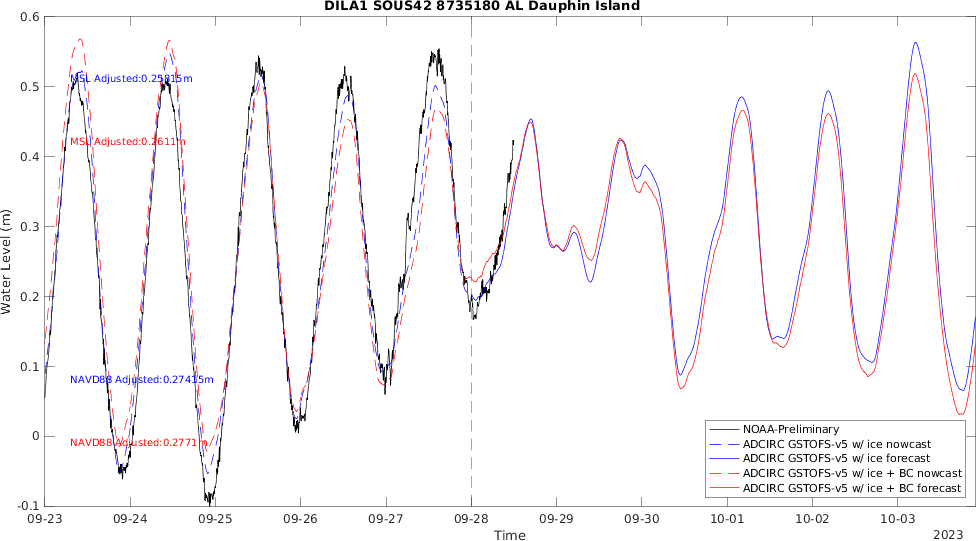 DILA1 SOUS42 8735180 AL Dauphin Island
0.6
0.5
0.4
0.3
0.2
0.1
0
-0.1
Water Level (m)
MSL Adjusted:0.25815m
MSL Adjusted:0.2611m
NAVD88 Adjusted:0.27415m
NAVD88 Adjusted:0.2771m
NOAA-Preliminary
ADCIRC GSTOFS-v5 w/ ice nowcast
ADCIRC GSTOFS-v5 w/ ice forecast
ADCIRC GSTOFS-v5 w/ice + BC nowcast
ADCIRC GSTOFS-v5 w/ice + BC forecast
09-23 09-24 09-25 09-26 09-27 09-28 09-29 09-30 10-01 10-02 10-03
Time
2023